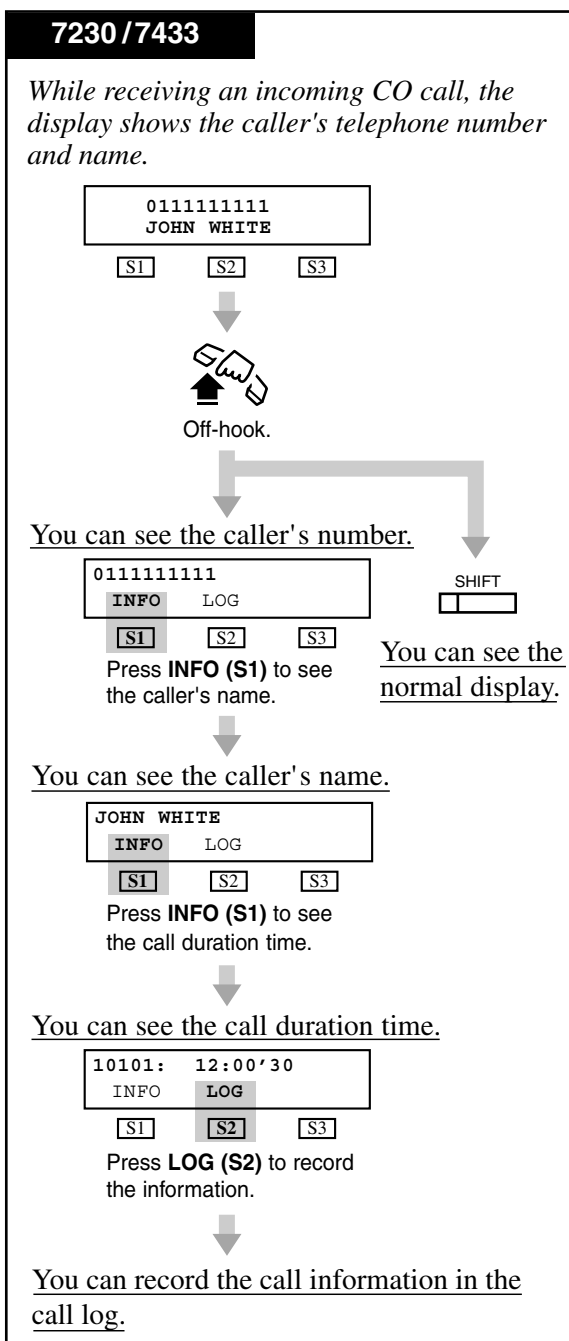 7230 / 7433
While receiving an incoming CO call, the
display shows the caller's telephone number
and name.
0111111111
JOHN WHITE
S1 S2 S3
Off-hook.
You can see the caller's number.
0111111111
INFO LOG
S1 S2 S3
Press INFO (S1) to see
the caller's name.
SHIFT
You can see the
normal display.
You can see the caller's name.
JOHN WHITE
INFO LOG
S1 S2 S3
Press INFO (S1) to see
the call duration time.
You can see the call duration time.
10101: 12:00'30
INFO LOG
S1 S2 S3
Press LOG (S2) to record
the information.
You can record the call information in the
call log.